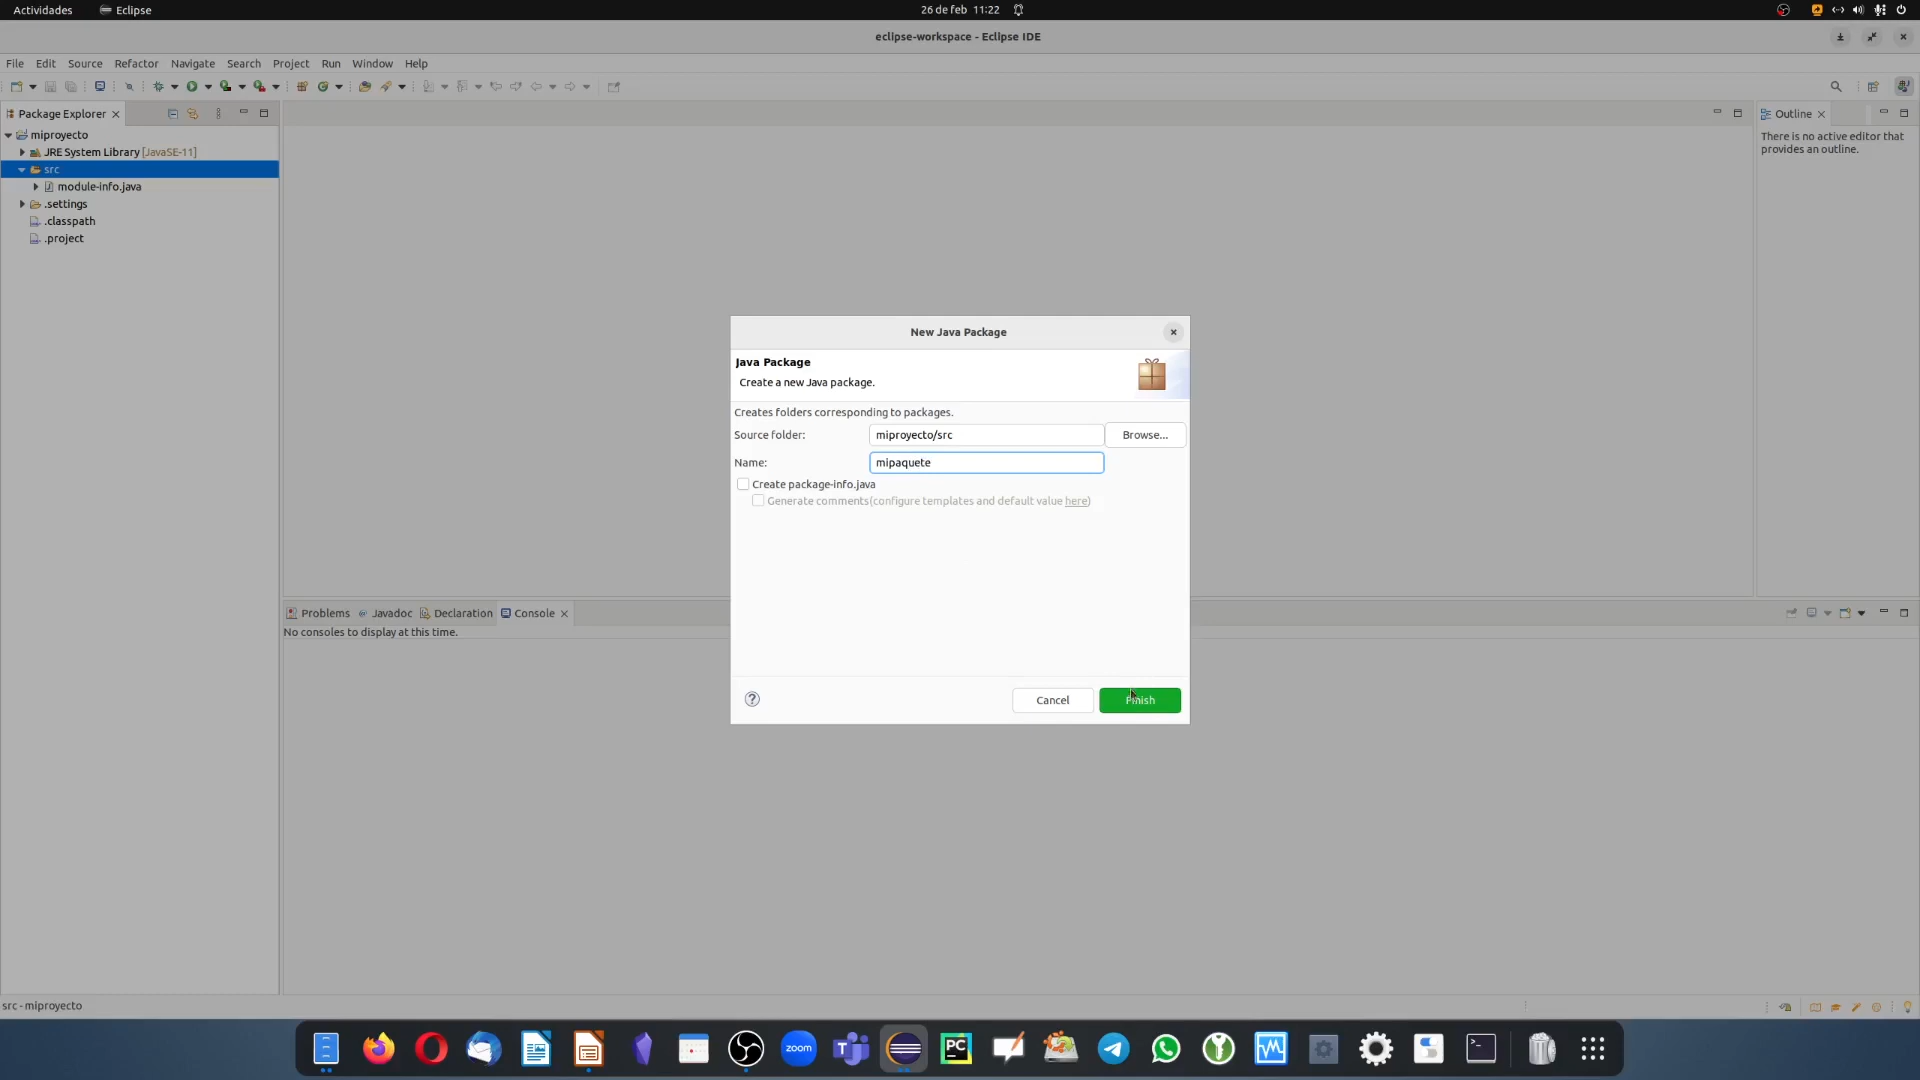 Actividades Eclipse 26 de feb 11:22
eclipse-workspace - Eclipse IDE
File Edit Source Refactor Navigate Search Project Run Window Help
Package Explorer
Outline
miproyecto
There is no active editor that
provides an outline.
JRE System Library [JavaSE-11]
src
module-info.java
.settings
.classpath
.project
New Java Package
Java Package
Create a new Java package.
Creates folders corresponding to packages.
Source folder: miproyecto/src Browse...
Name: mipaquete
Create package-info.java
Generate comments(configure templates and default value here)
Cancel Finish
Problems Javadoc Declaration Console
No consoles to display at this time.
src - miproyecto
zoom
T
PC